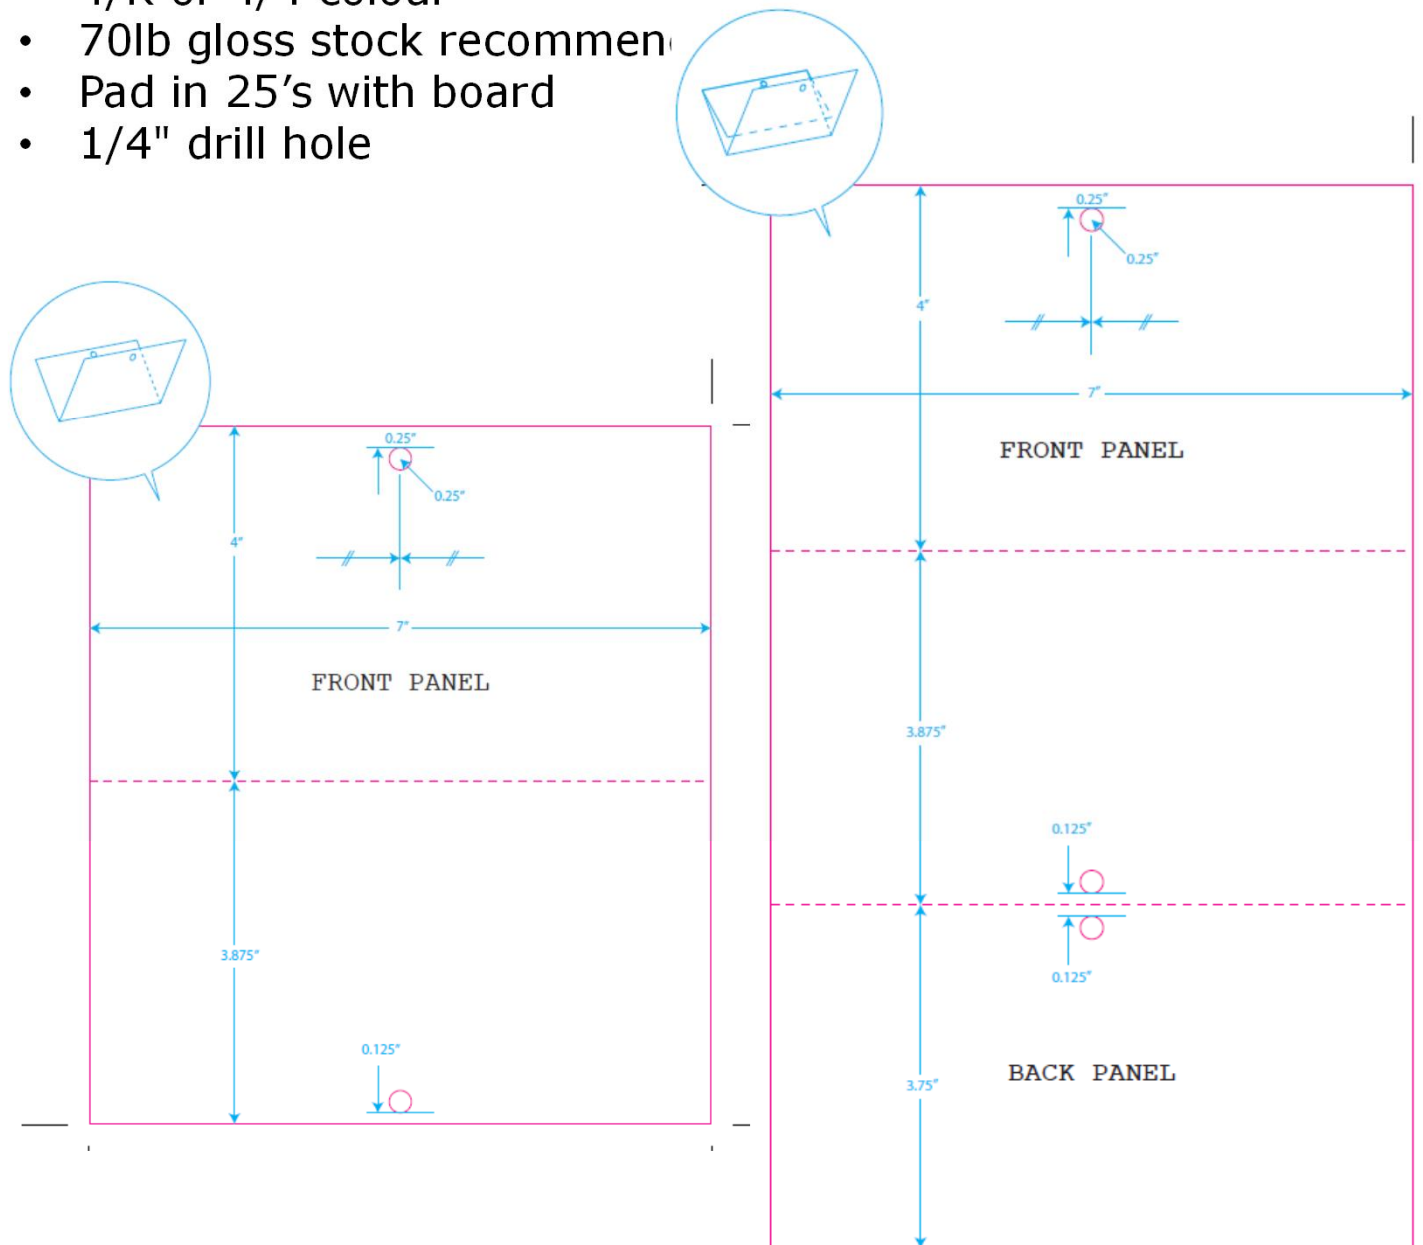 • 70lb gloss stock recommen
• Pad in 25’s with board
• 1/4" drill hole
0.25”
0.25”
4”
7”
FRONT PANEL
3.875”
0.125”
0.25”
0.25”
4”
7”
FRONT PANEL
3.875”
0.125”
0.125”
3.75”
BACK PANEL